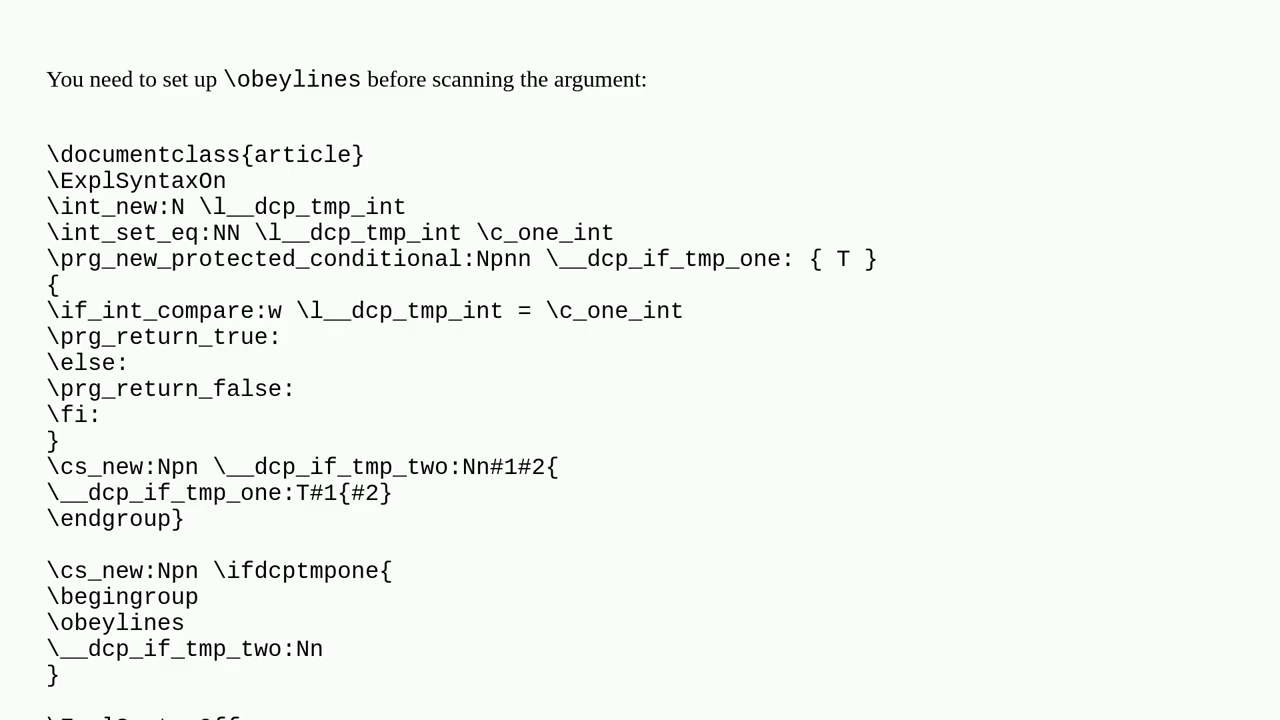 You need to set up \obeylines before scanning the argument:
\documentclass{article}
\ExplSyntaxOn
\int_new:N \l__dcp_tmp_int
\int_set_eq:NN \l__dcp_tmp_int \c_one_int
\prg_new_protected_conditional:Npnn \__dcp_if_tmp_one: { T }
{
\if_int_compare:w \l__dcp_tmp_int = \c_one_int
\prg_return_true:
\else:
\prg_return_false:
\fi:
}
\cs_new:Npn \__dcp_if_tmp_two:Nn#1#2{
\__dcp_if_tmp_one:T#1{#2}
\endgroup}
\cs_new:Npn \ifdcptmpone{
\begingroup
\obeylines
\__dcp_if_tmp_two:Nn
}